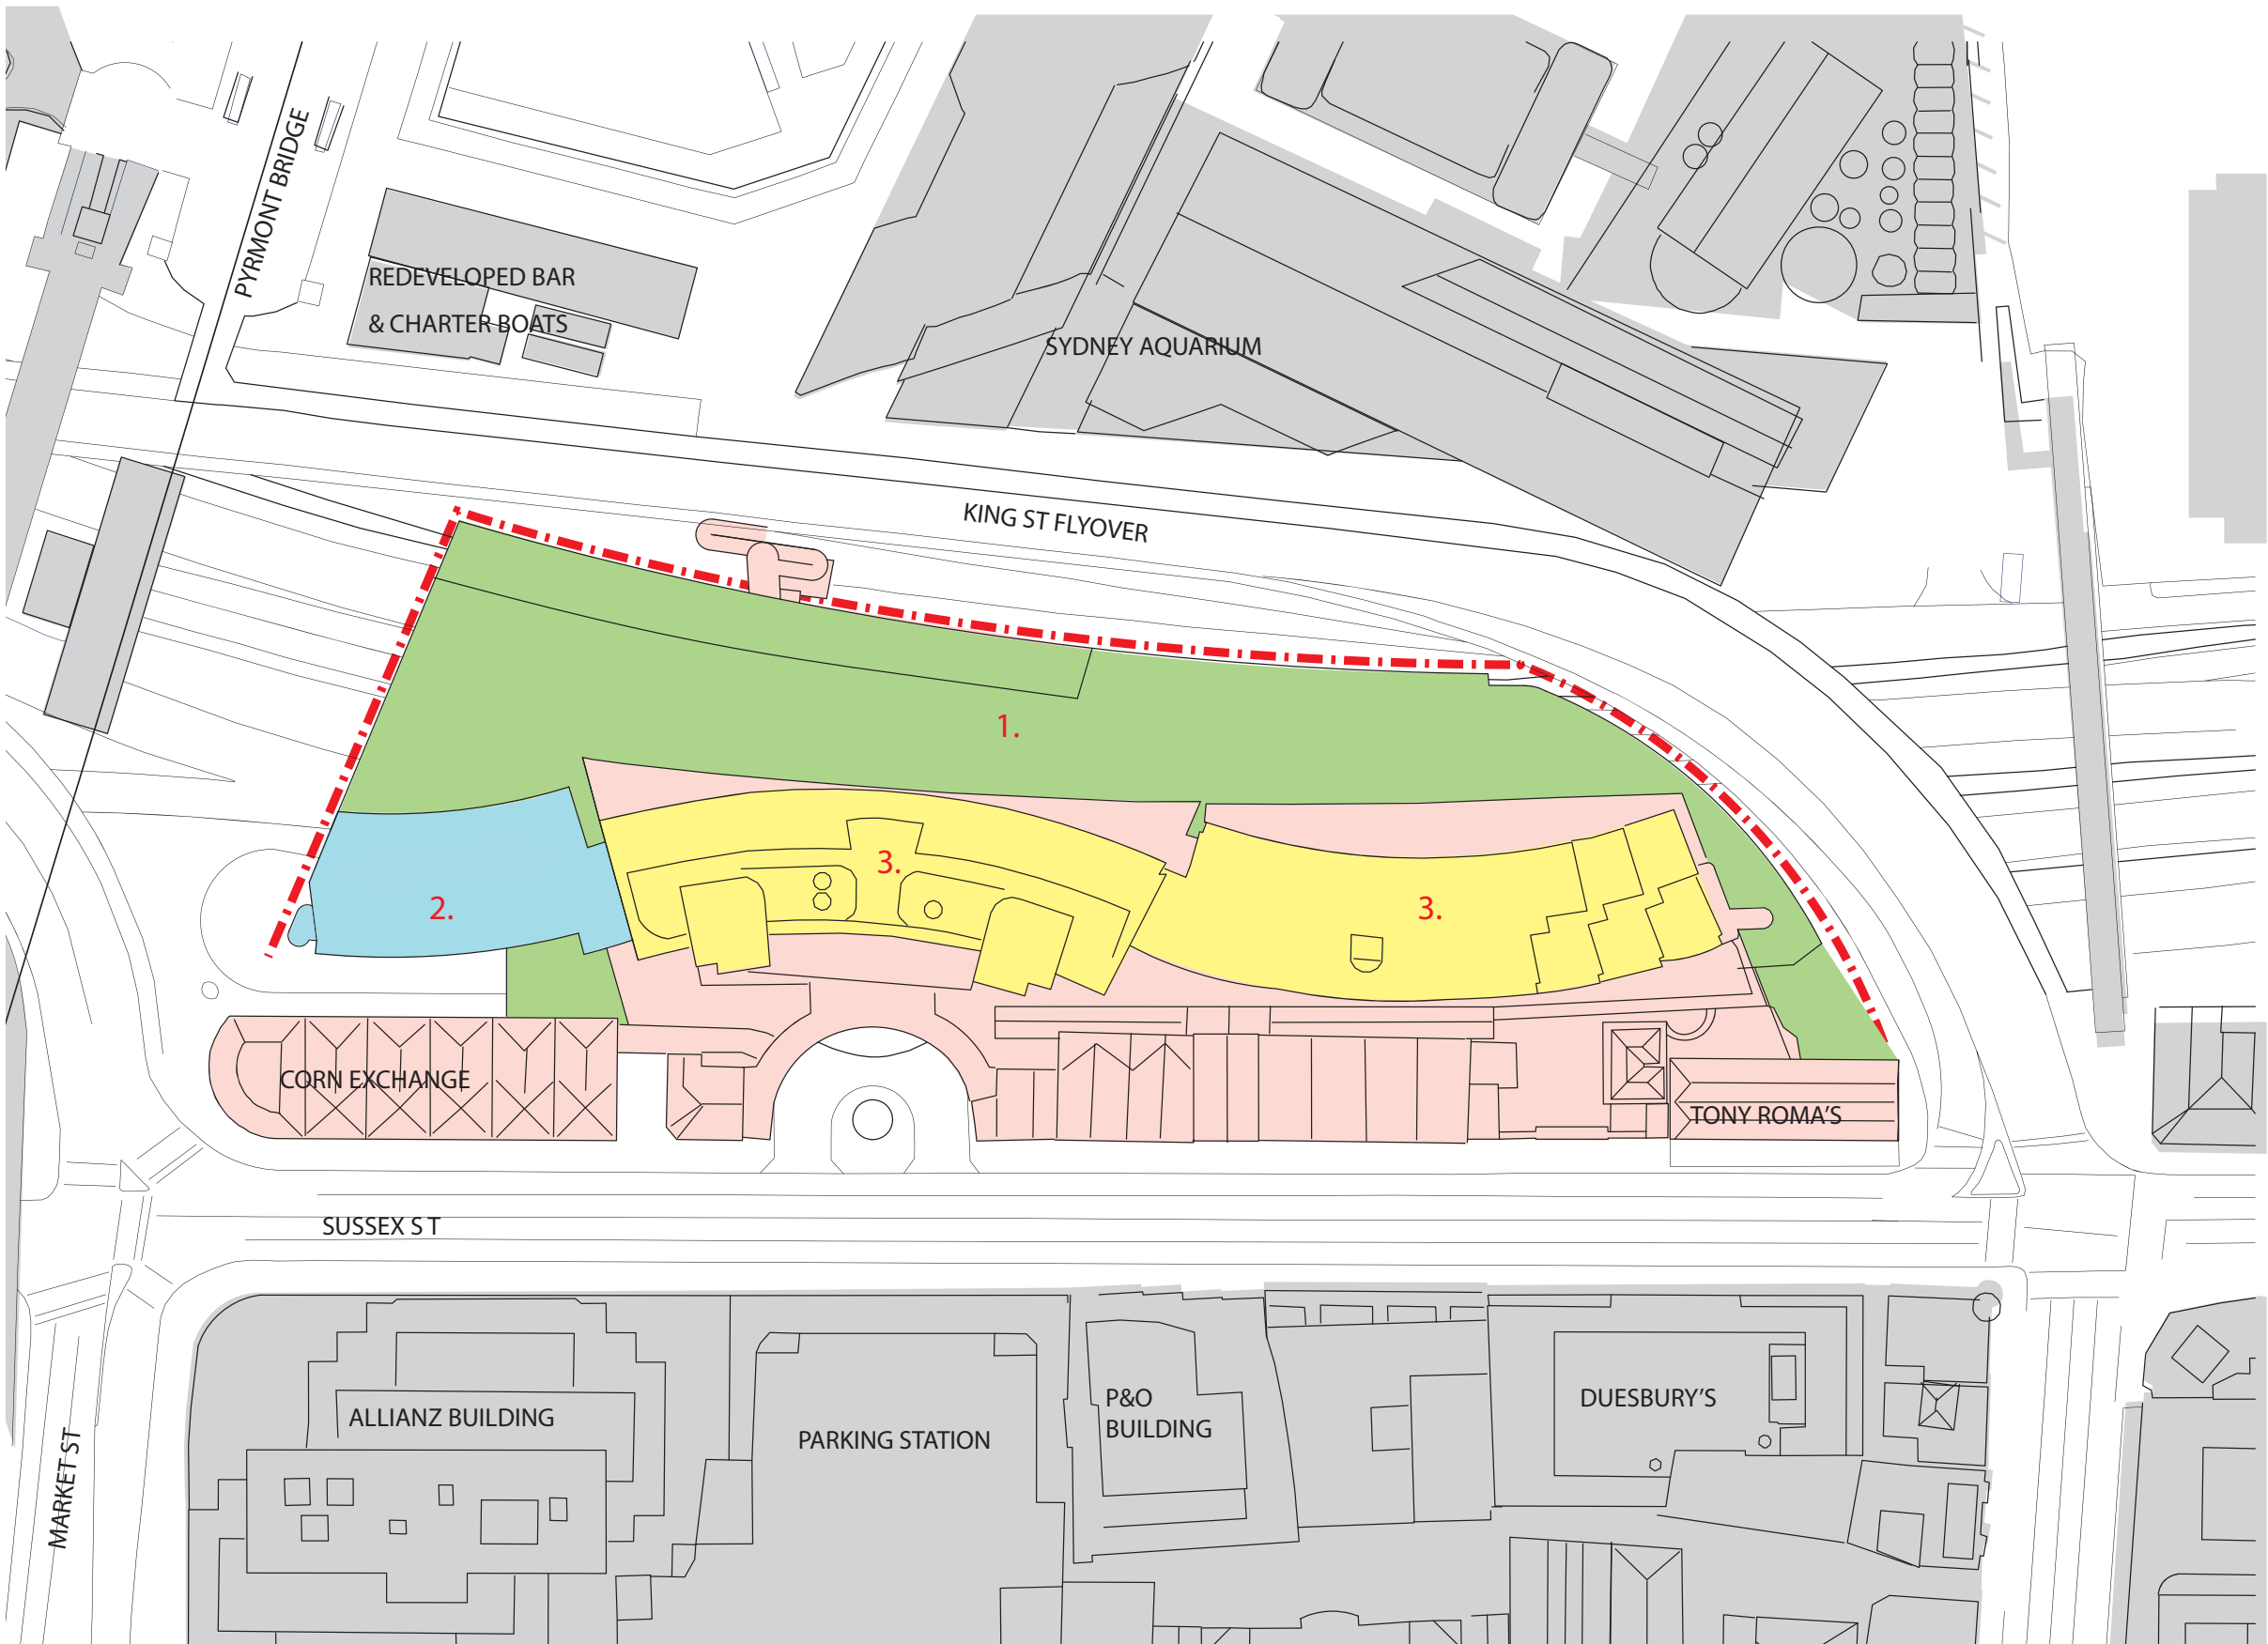 PYRMONT BRIDGE
REDEVELOPED BAR
& CHARTER BOATS
SYDNEY AQUARIUM
KING ST FLYOVER
1.
3.
2.
3.
CORN EXCHANGE
TONY ROMA'S
SUSSEX ST
ALLIANZ BUILDING
PARKING STATION
P&O
BUILDING
DUESBURY'S
MARKET ST